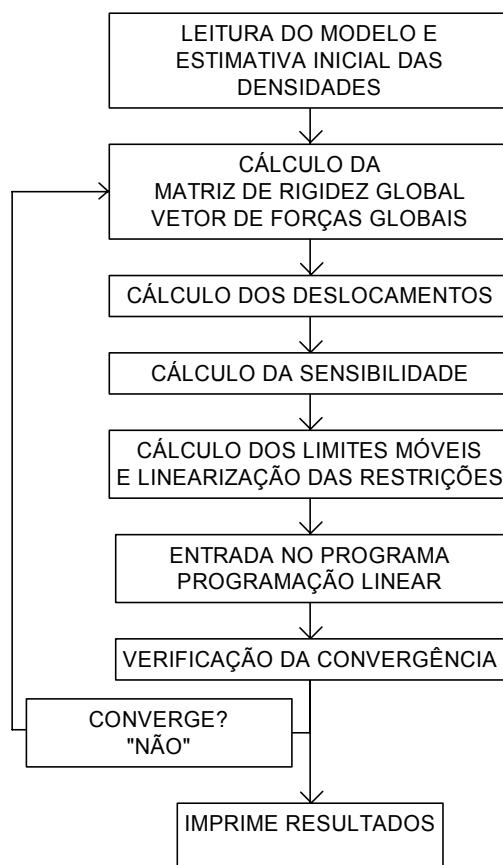 LEITURA DO MODELO E
ESTIMATIVA INICIAL DAS
DENSIDADES
CÁLCULO DA
MATRIZ DE RIGIDEZ GLOBAL
VETOR DE FORÇAS GLOBAIS
CÁLCULO DOS DESLOCAMENTOS
CÁLCULO DA SENSIBILIDADE
CÁLCULO DOS LIMITES MÓVEIS
E LINEARIZAÇÃO DAS RESTRIÇÕES
ENTRADA NO PROGRAMA
PROGRAMAÇÃO LINEAR
VERIFICAÇÃO DA CONVERGÊNCIA
CONVERGE?
"NÃO"
IMPRIME RESULTADOS